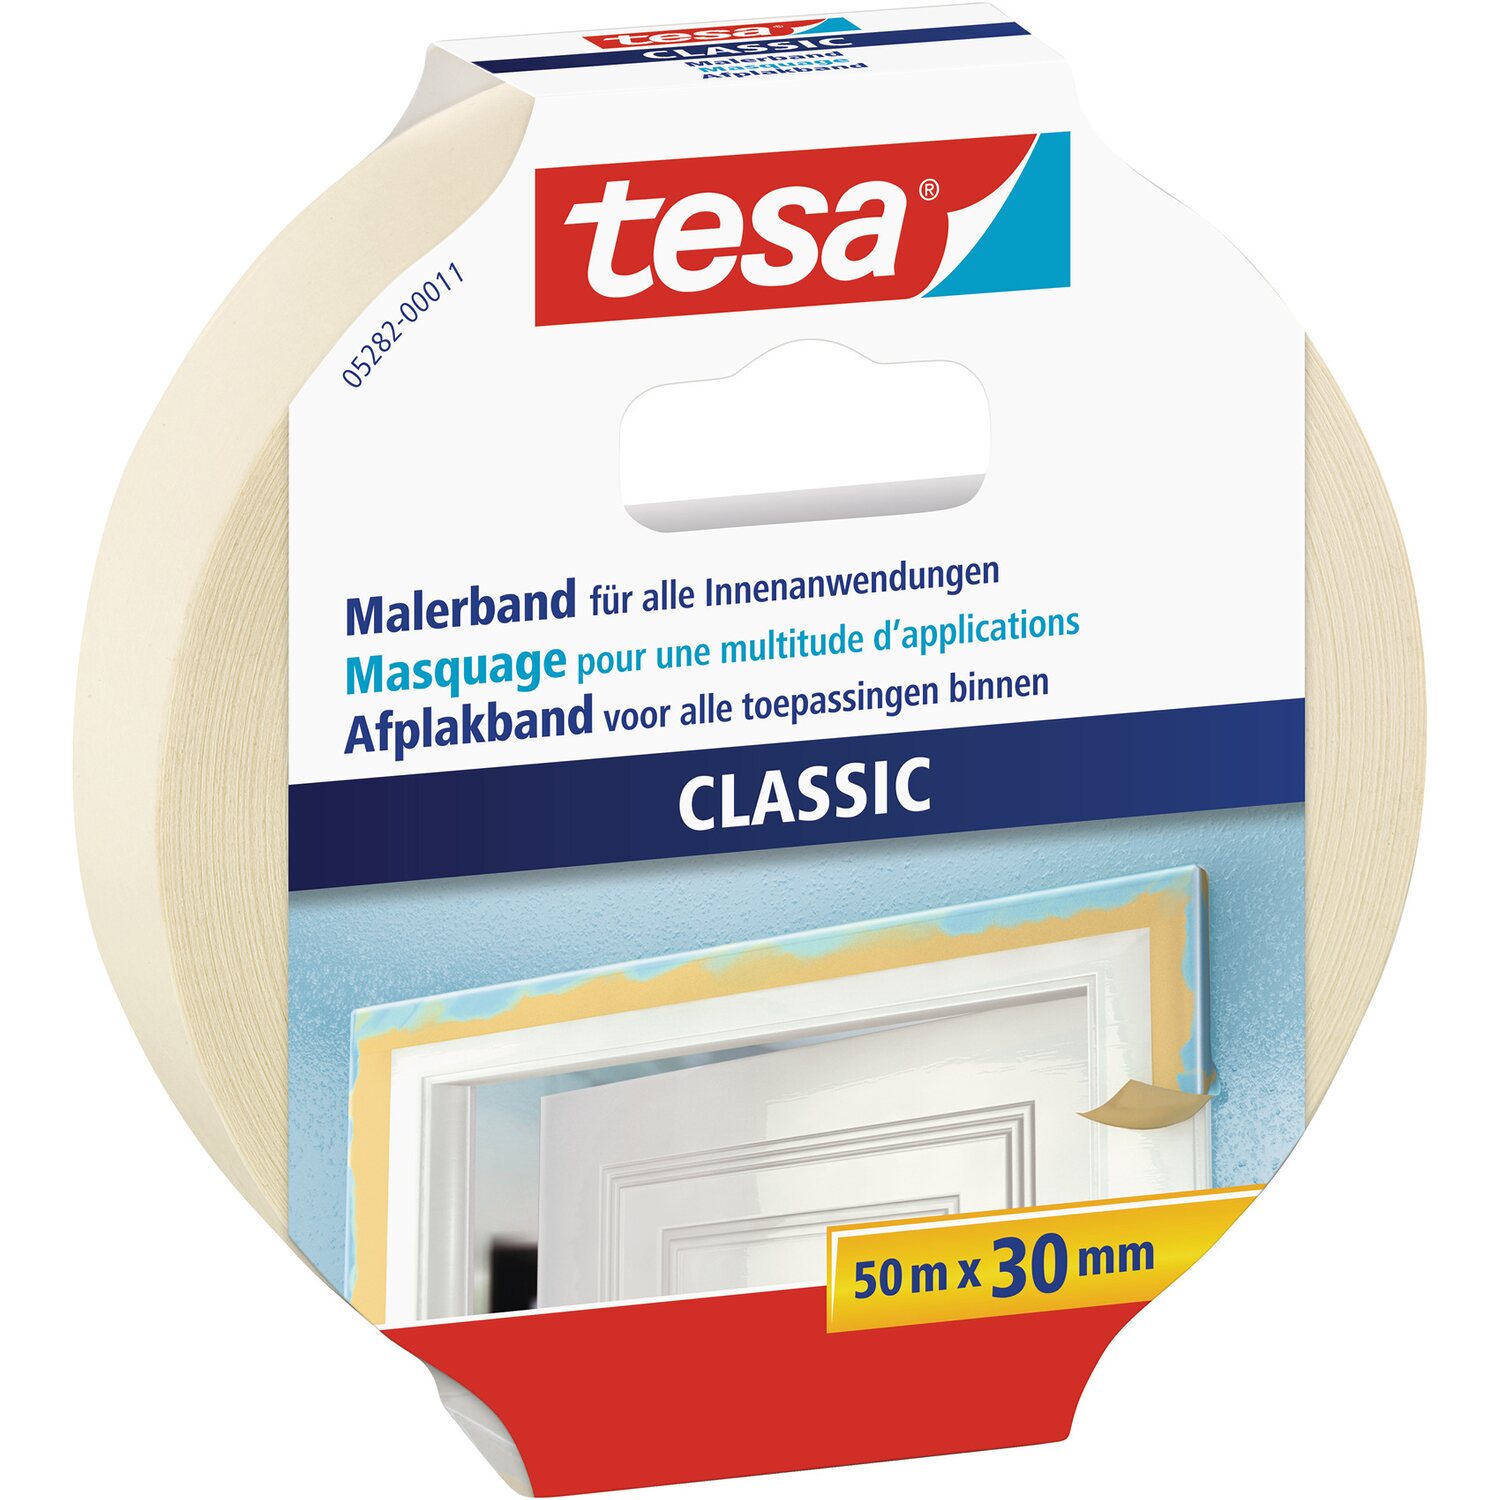 tesa®
CLASSIC
Malerband
Masquage
Afplakband
tesa®
05282-00011
Malerband für alle Innenanwendungen
Masquage pour une multitude d’applications
Afplakband voor alle toepassingen binnen
CLASSIC
50 m x 30 mm